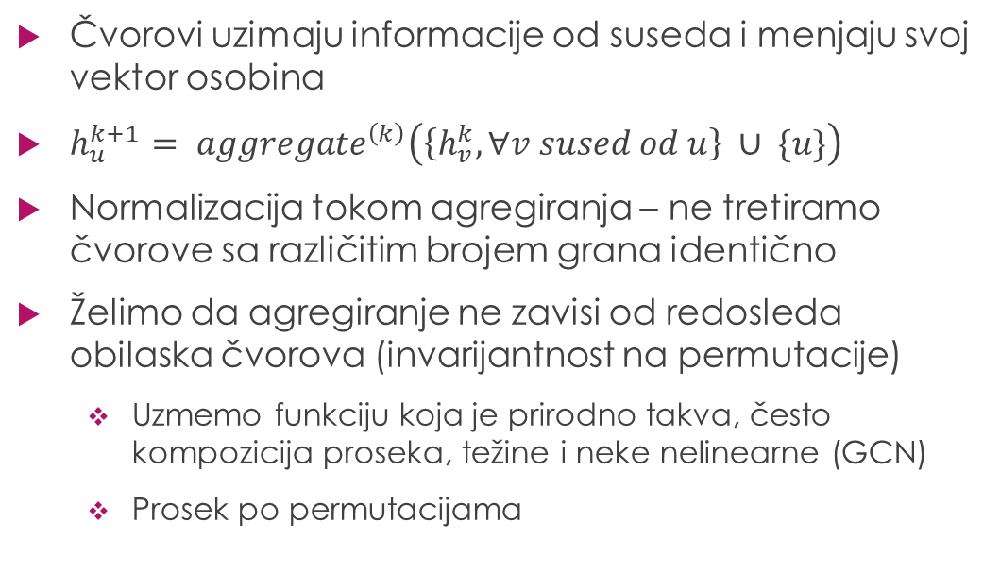 Čvorovi uzimaju informacije od suseda i menjaju svoj
vektor osobina
$h_u^{k+1} = aggregate^{(k)}(\{h_v^k, \forall v \; sused \; od \; u\} \cup \{u\})$
Normalizacija tokom agregiranja – ne tretiramo
čvorove sa različitim brojem grana identično
Želimo da agregiranje ne zavisi od redosleda
obilaska čvorova (invarijantnost na permutacije)
Uzmemo funkciju koja je prirodno takva, često
kompozicija proseka, težine i neke nelinearne (GCN)
Prosek po permutacijama